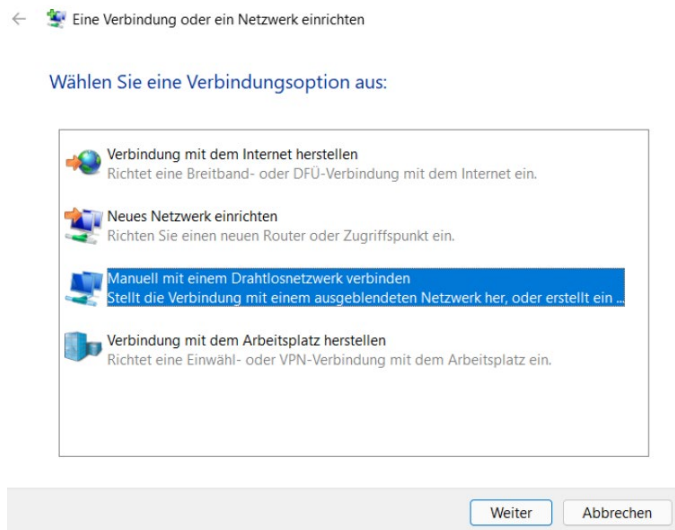 Eine Verbindung oder ein Netzwerk einrichten
Wählen Sie eine Verbindungsoption aus:
Verbindung mit dem Internet herstellen
Richtet eine Breitband- oder DFÜ-Verbindung mit dem Internet ein.
Neues Netzwerk einrichten
Richten Sie einen neuen Router oder Zugriffspunkt ein.
Manuell mit einem Drahtlosnetzwerk verbinden
Stellt die Verbindung mit einem ausgeblendeten Netzwerk her, oder erstellt ein ...
Verbindung mit dem Arbeitsplatz herstellen
Richtet eine Einwähl- oder VPN-Verbindung mit dem Arbeitsplatz ein.
Weiter Abbrechen